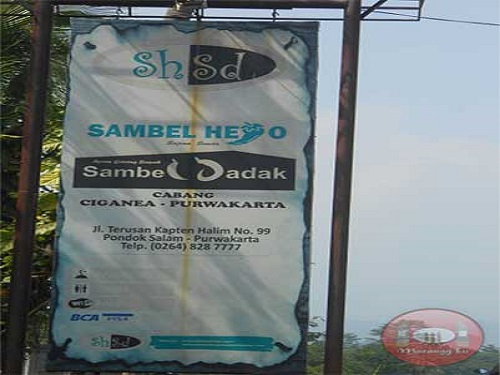 ShSd
SAMBEL HEJO
Sambel Dadak
CABANG
CIGANEA - PURWAKARTA
Jl. Terusan Kapten Halim No. 99
Pondok Salam - Purwakarta
Telp. (0264) 828 7777
BCA
ShSd